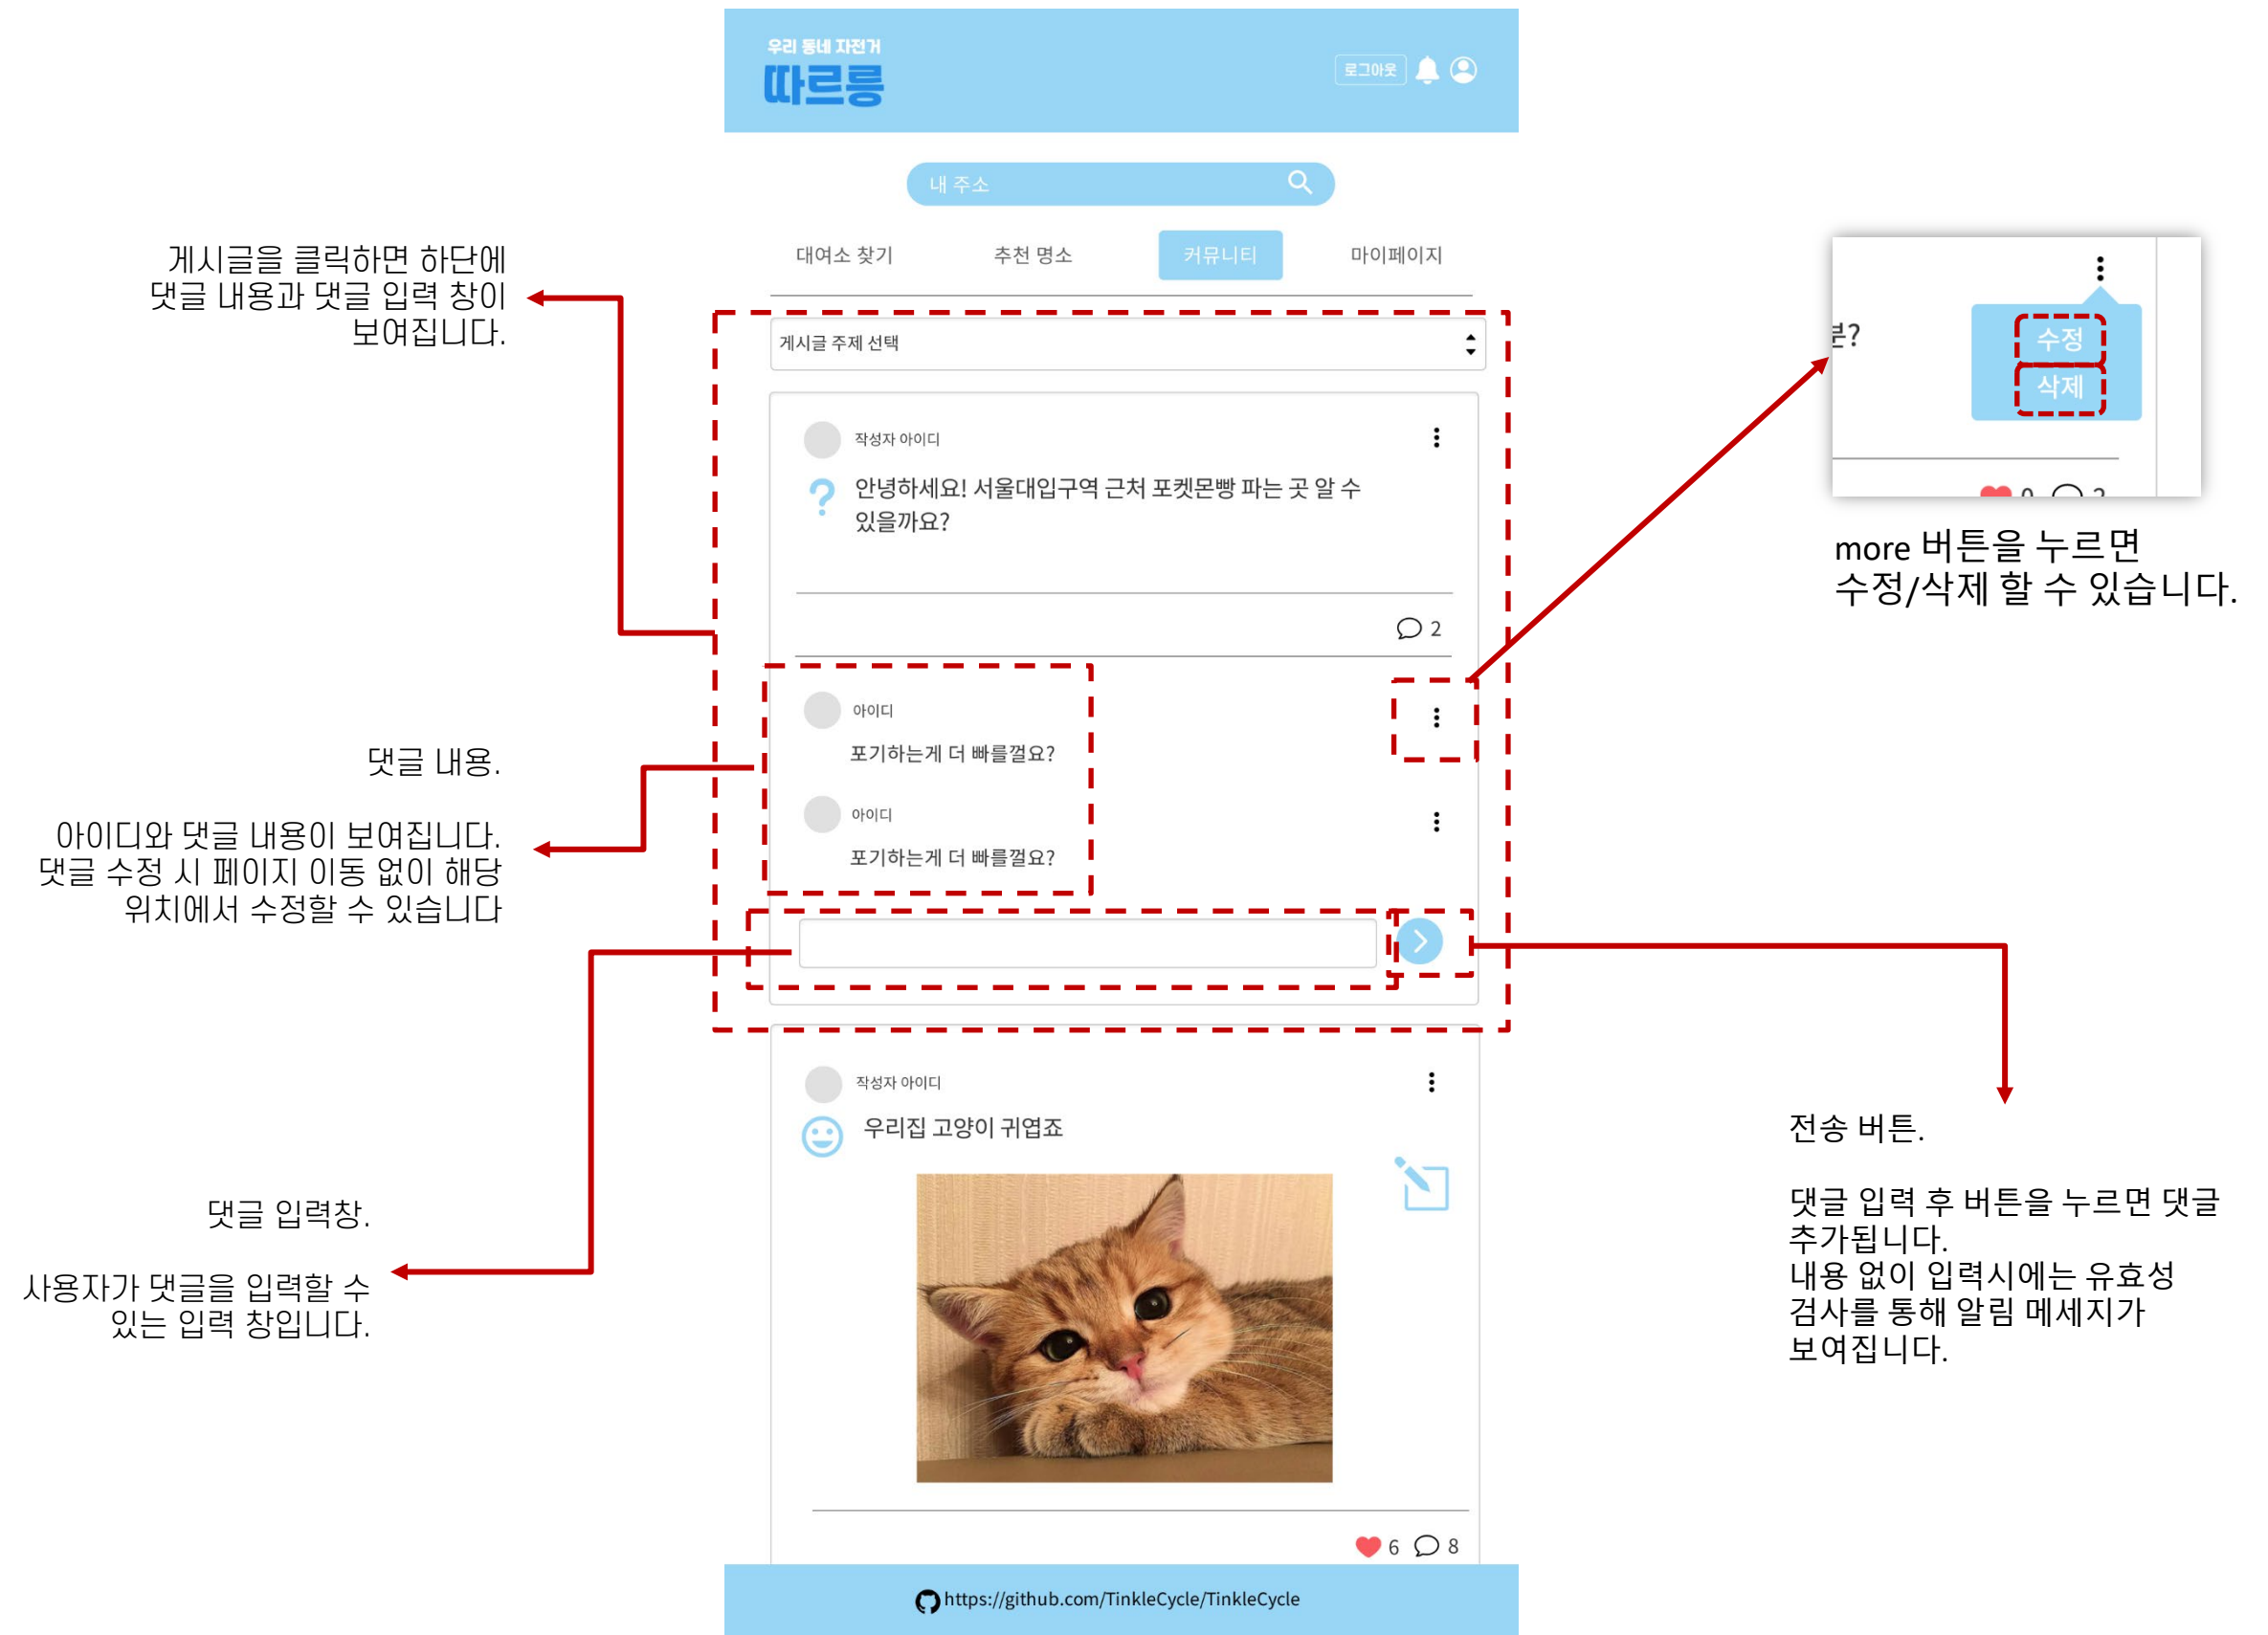 우리 동네 자전거
따르릉
로그아웃
내 주소
대여소 찾기
추천 명소
커뮤니티
마이페이지
게시글을 클릭하면 하단에
댓글 내용과 댓글 입력 창이
보여집니다.
게시글 주제 선택
작성자 아이디
안녕하세요! 서울대입구역 근처 포켓몬빵 파는 곳 알 수
있을까요?
2
아이디
포기하는게 더 빠를껄요?
아이디
포기하는게 더 빠를껄요?
수정
삭제
more 버튼을 누르면
수정/삭제 할 수 있습니다.
댓글 내용.
아이디와 댓글 내용이 보여집니다.
댓글 수정 시 페이지 이동 없이 해당
위치에서 수정할 수 있습니다
댓글 입력창.
사용자가 댓글을 입력할 수
있는 입력 창입니다.
전송 버튼.
댓글 입력 후 버튼을 누르면 댓글
추가됩니다.
내용 없이 입력시에는 유효성
검사를 통해 알림 메세지가
보여집니다.
작성자 아이디
우리집 고양이 귀엽죠
6 8
https://github.com/TinkleCycle/TinkleCycle